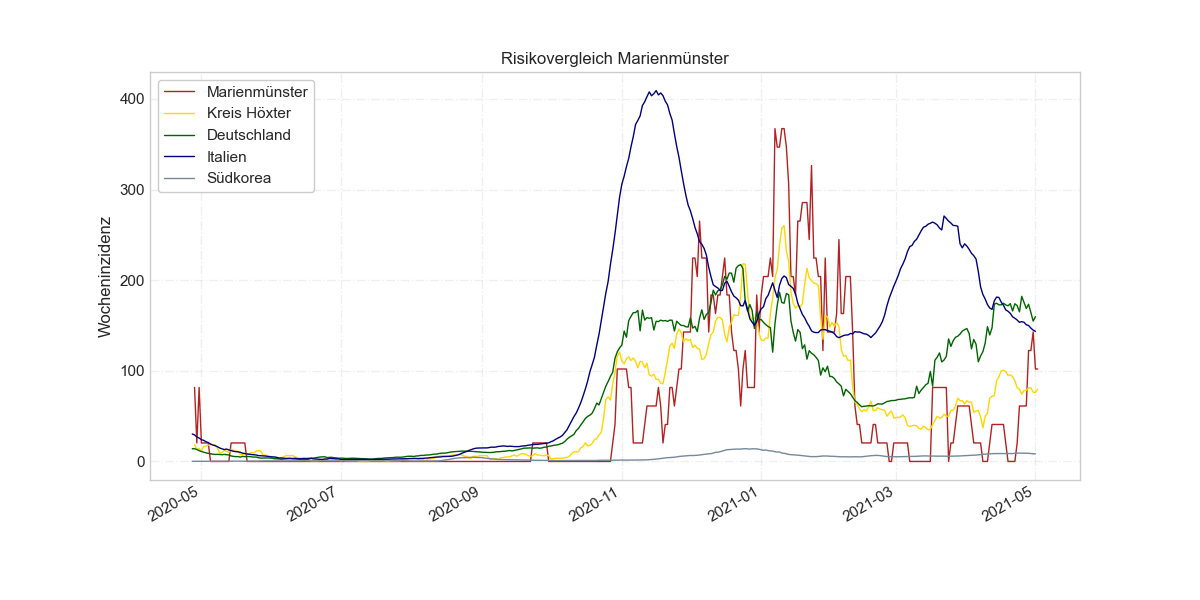 Risikovergleich Marienmünster
Marienmünster
Kreis Höxter
Deutschland
Italien
Südkorea
Wocheninzidenz
400
300
200
100
0
2020-05
2020-07
2020-09
2020-11
2021-01
2021-03
2021-05